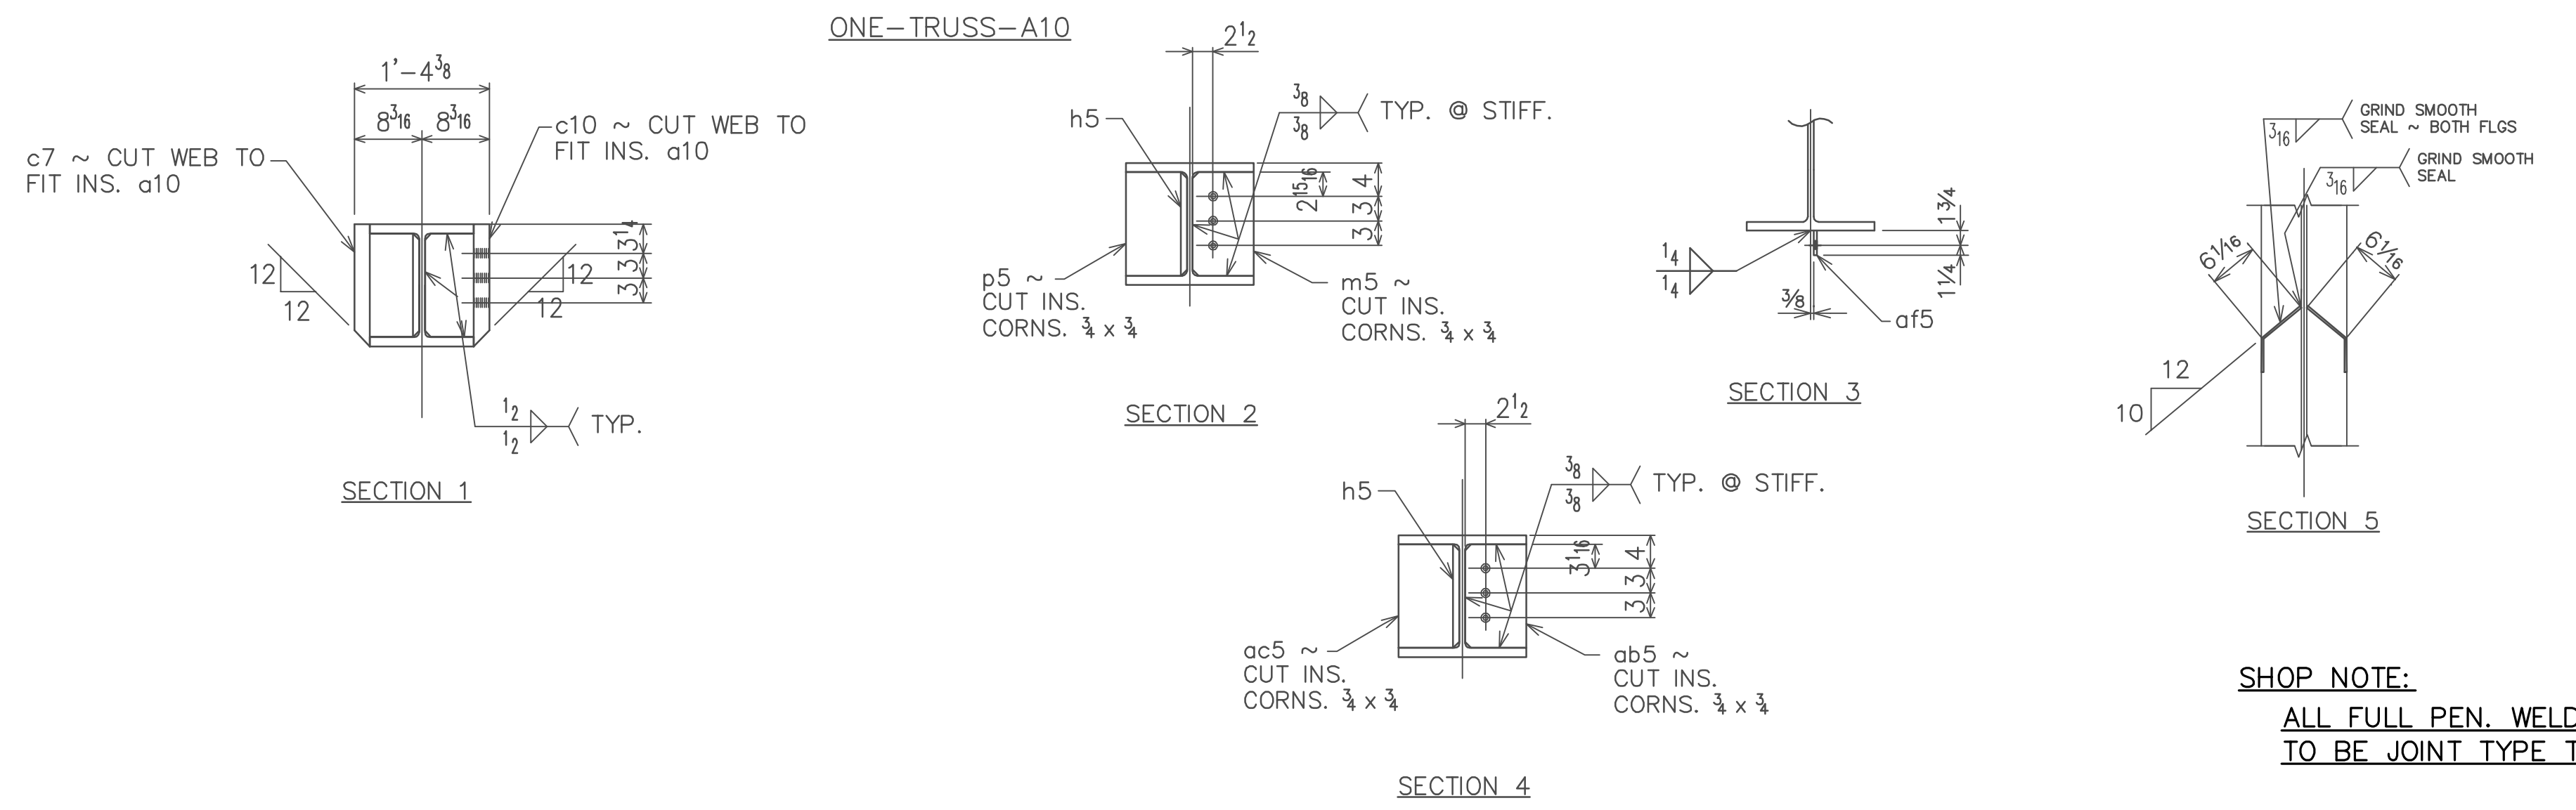 ONE-TRUSS-A10
1'-4 3/8
8 3/16 8 3/16
c7 ~ CUT WEB TO
FIT INS. a10
c10 ~ CUT WEB TO
FIT INS. a10
3 1/4
3
3
12
12
12
12
1/2
1/2
TYP.
SECTION 1
2 1/2
h5
3/8
3/8
TYP. @ STIFF.
2 15/16
4
3
3
p5 ~
CUT INS.
CORNS. 3/4 x 3/4
m5 ~
CUT INS.
CORNS. 3/4 x 3/4
SECTION 2
1/4
1/4
3/8
1 3/4
1 1/4
af5
SECTION 3
2 1/2
h5
3/8
3/8
TYP. @ STIFF.
3 1/16
4
3
3
ac5 ~
CUT INS.
CORNS. 3/4 x 3/4
ab5 ~
CUT INS.
CORNS. 3/4 x 3/4
SECTION 4
3/16
GRIND SMOOTH
SEAL ~ BOTH FLGS
3/16
GRIND SMOOTH
SEAL
6 1/16
6 1/16
12
10
SECTION 5
SHOP NOTE:
ALL FULL PEN. WELD
TO BE JOINT TYPE T